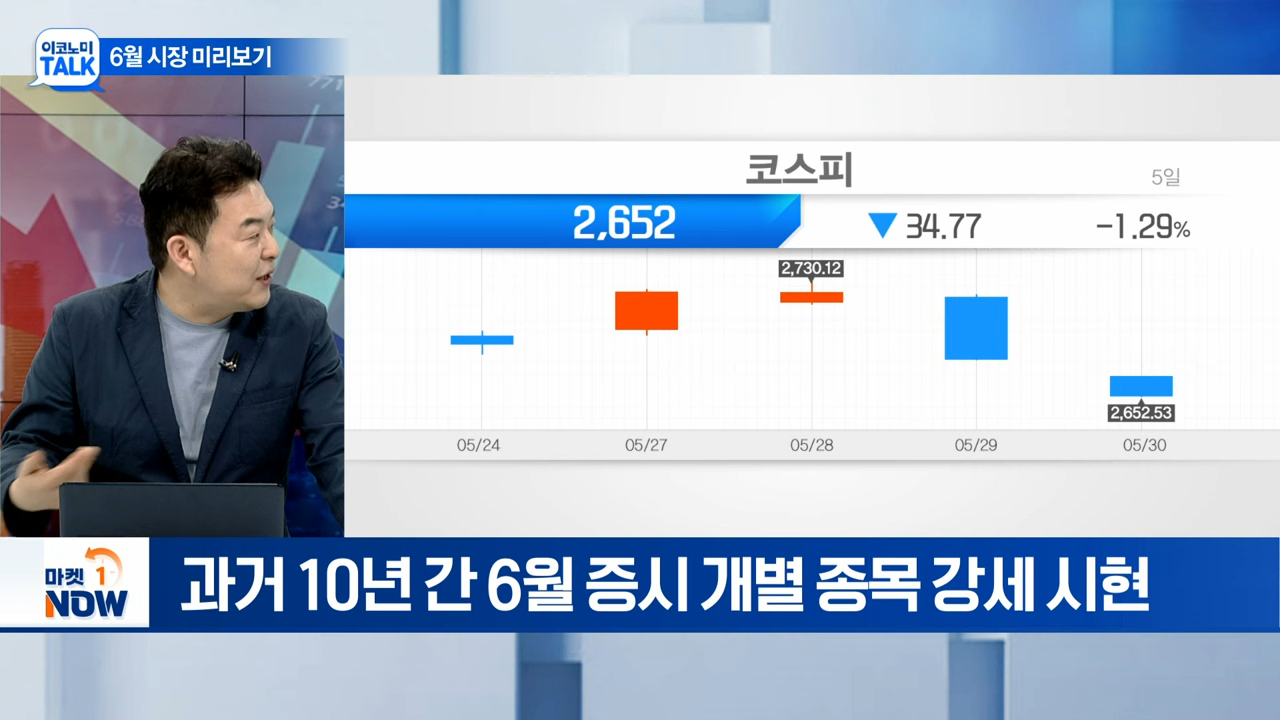 이코노미
TALK
6월 시장 미리보기
코스피
5일
2,652
▼ 34.77
-1.29%
2,730.12
2,652.53
05/24
05/27
05/28
05/29
05/30
마켓 1
NOW
과거 10년 간 6월 증시 개별 종목 강세 시현